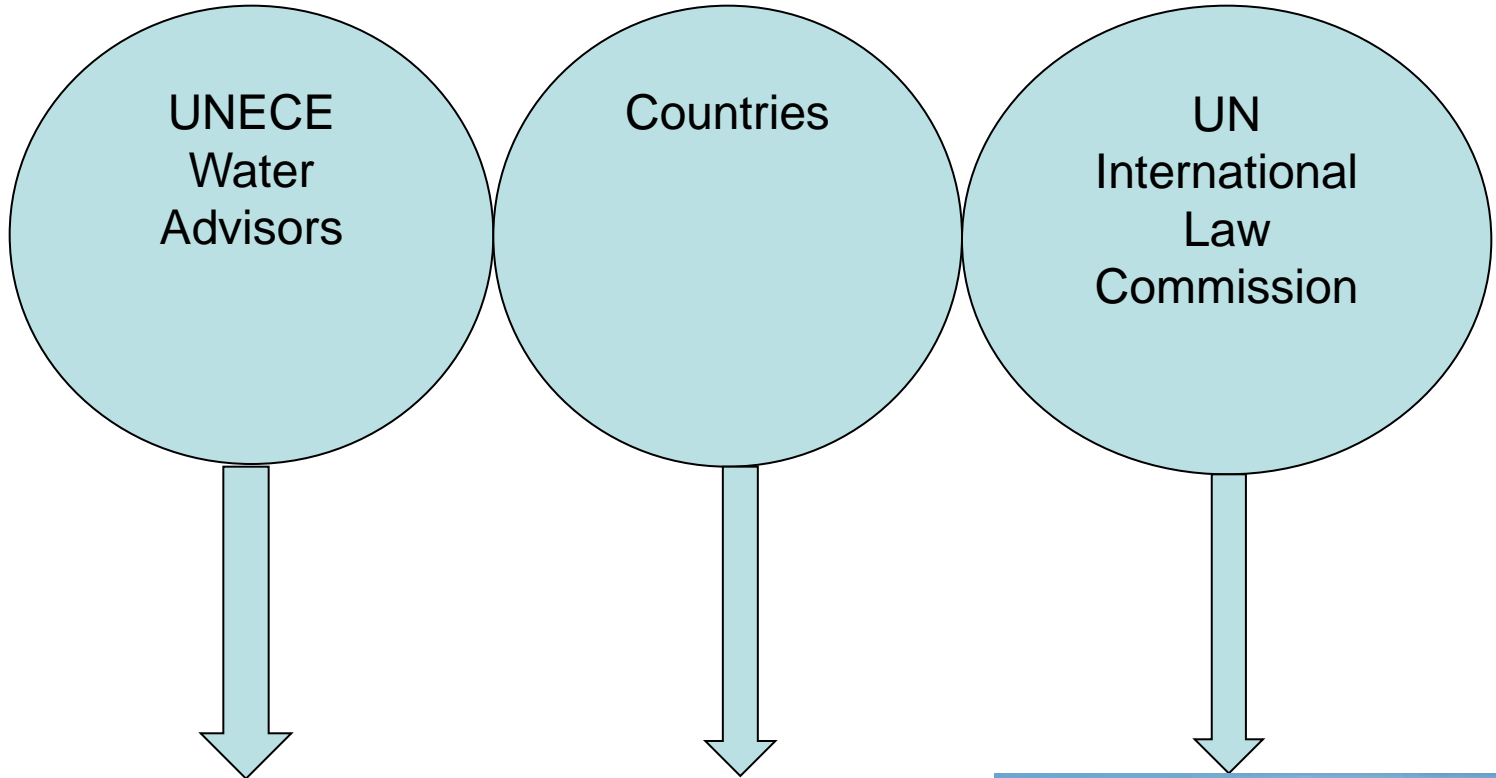 UNECE
Water
Advisors
Countries
UN
International
Law
Commission